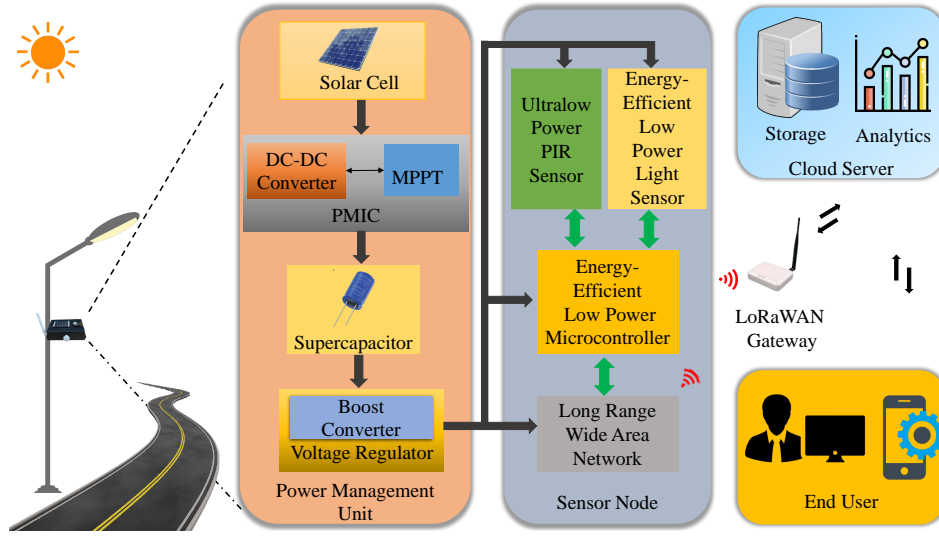 Solar Cell
DC-DC
Converter
MPPT
PMIC
Supercapacitor
Boost
Converter
Voltage Regulator
Power Management
Unit
Ultralow
Power
PIR
Sensor
Energy-
Efficient
Low
Power
Light
Sensor
Energy-
Efficient
Low Power
Microcontroller
Long Range
Wide Area
Network
Sensor Node
Storage
Analytics
Cloud Server
LoRaWAN
Gateway
End User